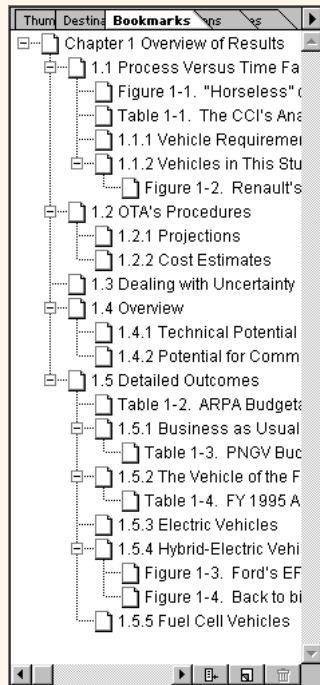 Thum Destina Bookmarks ons es
Chapter 1 Overview of Results
1.1 Process Versus Time Fa
Figure 1-1. "Horseless" c
Table 1-1. The CCI's Ana
1.1.1 Vehicle Requiremen
1.1.2 Vehicles in This Stu
Figure 1-2. Renault's
1.2 OTA's Procedures
1.2.1 Projections
1.2.2 Cost Estimates
1.3 Dealing with Uncertainty
1.4 Overview
1.4.1 Technical Potential
1.4.2 Potential for Comm
1.5 Detailed Outcomes
Table 1-2. ARPA Budgeta
1.5.1 Business as Usual
Table 1-3. PNGV Bud
1.5.2 The Vehicle of the F
Table 1-4. FY 1995 A
1.5.3 Electric Vehicles
1.5.4 Hybrid-Electric Vehi
Figure 1-3. Ford's EF
Figure 1-4. Back to bi
1.5.5 Fuel Cell Vehicles